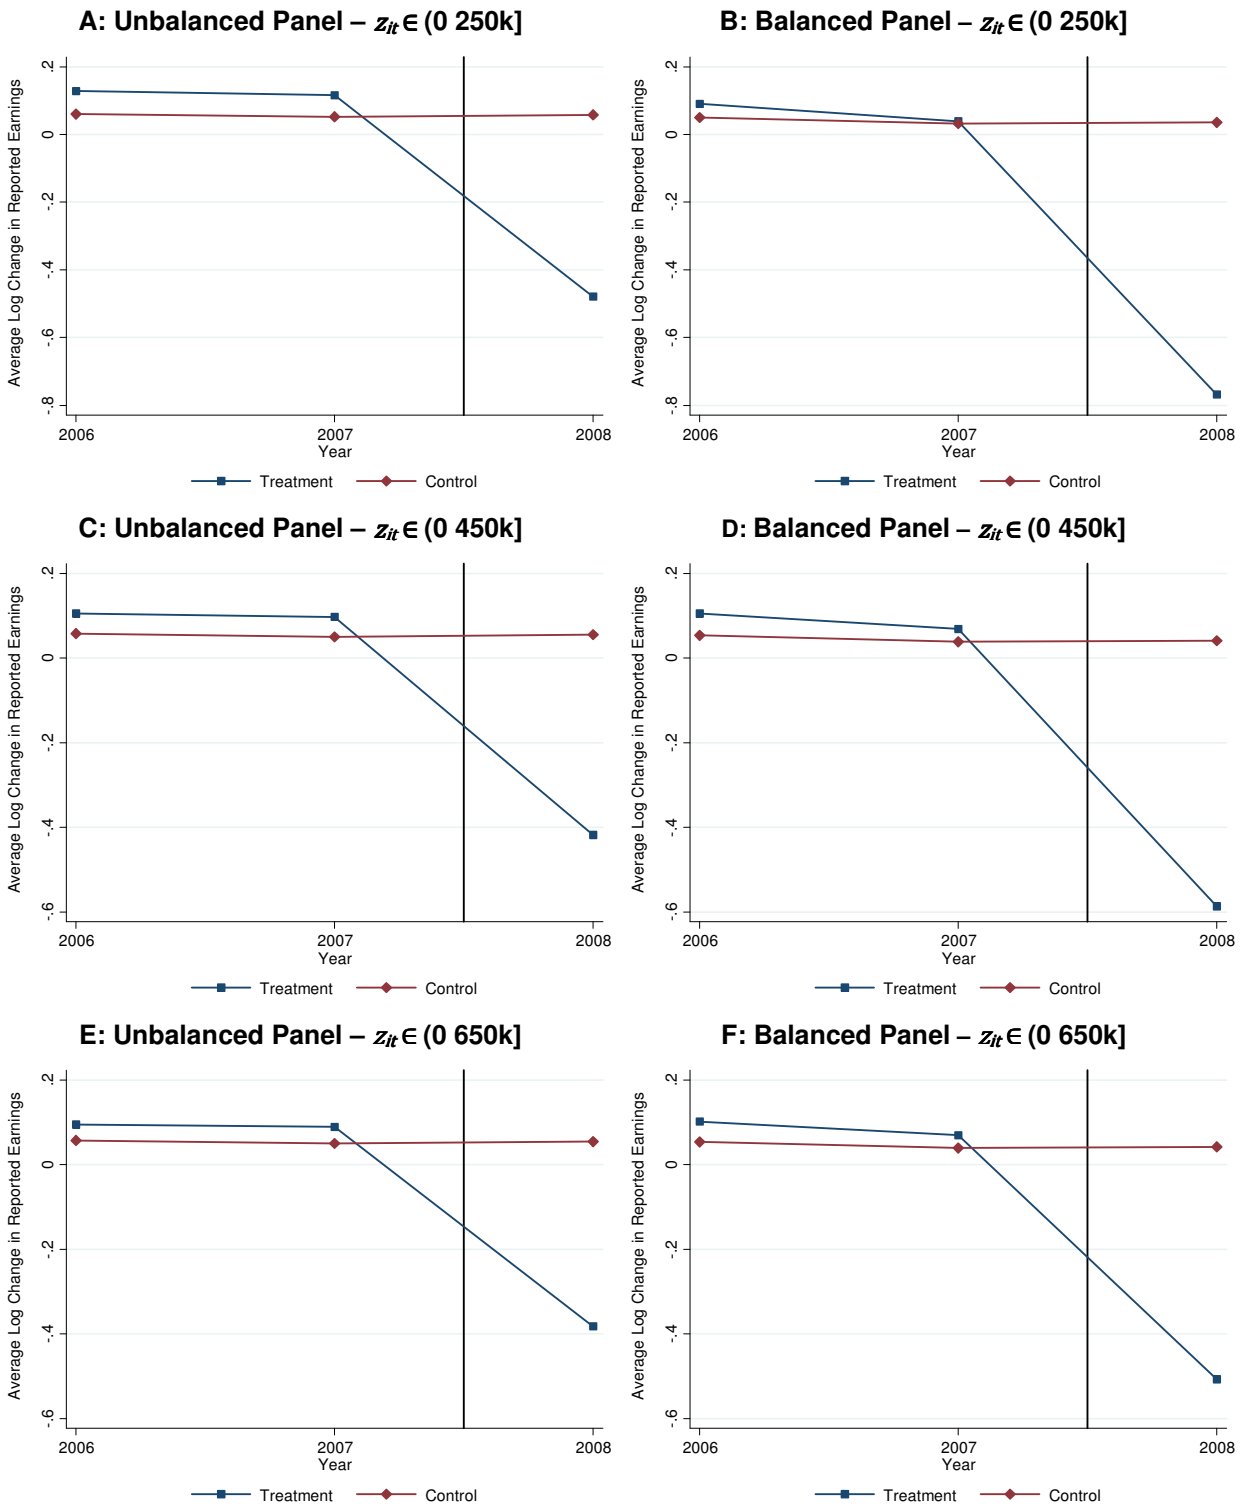 A: Unbalanced Panel – zit ∈ (0 250k]
Average Log Change in Reported Earnings
.2
0
-.2
-.4
-.6
-.8
2006 2007 2008
Year
Treatment Control
B: Balanced Panel – zit ∈ (0 250k]
Average Log Change in Reported Earnings
.2
0
-.2
-.4
-.6
-.8
2006 2007 2008
Year
Treatment Control
C: Unbalanced Panel – zit ∈ (0 450k]
Average Log Change in Reported Earnings
.2
0
-.2
-.4
-.6
2006 2007 2008
Year
Treatment Control
D: Balanced Panel – zit ∈ (0 450k]
Average Log Change in Reported Earnings
.2
0
-.2
-.4
-.6
2006 2007 2008
Year
Treatment Control
E: Unbalanced Panel – zit ∈ (0 650k]
Average Log Change in Reported Earnings
.2
0
-.2
-.4
-.6
2006 2007 2008
Year
Treatment Control
F: Balanced Panel – zit ∈ (0 650k]
Average Log Change in Reported Earnings
.2
0
-.2
-.4
-.6
2006 2007 2008
Year
Treatment Control